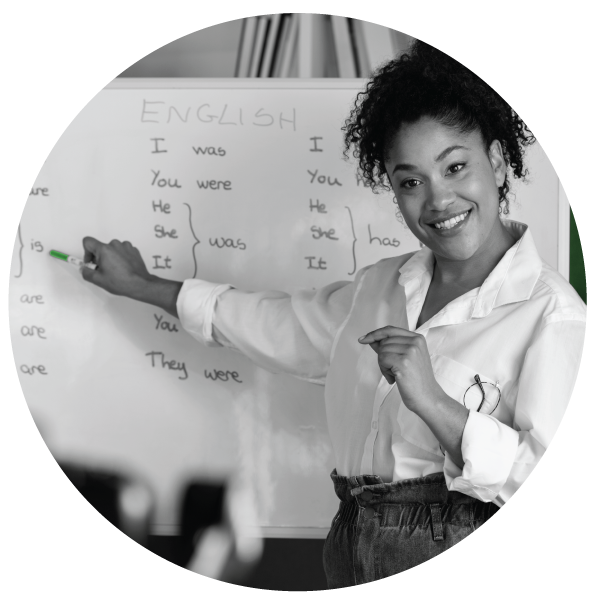 ENGLISH
I was I
are You were You
He He
is She was She has
It It
are
are You
They were
are